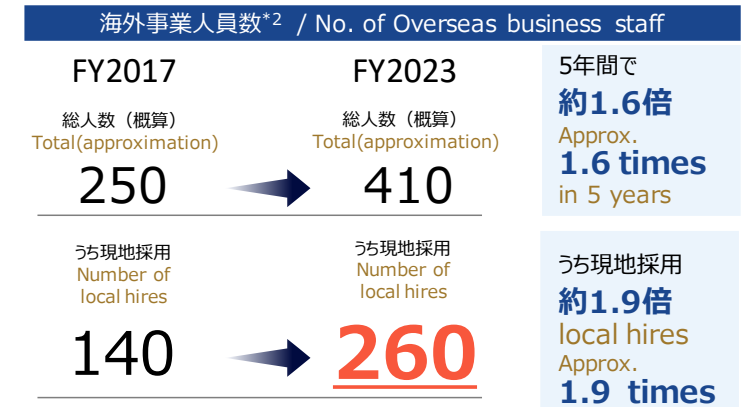 海外事業人員数*2 / No. of Overseas business staff
FY2017
FY2023
5年間で
約1.6倍
Approx.
1.6 times
in 5 years
総人数（概算）
Total(approximation)
250
総人数（概算）
Total(approximation)
410
うち現地採用
Number of
local hires
140
うち現地採用
Number of
local hires
260
うち現地採用
約1.9倍
local hires
Approx.
1.9 times